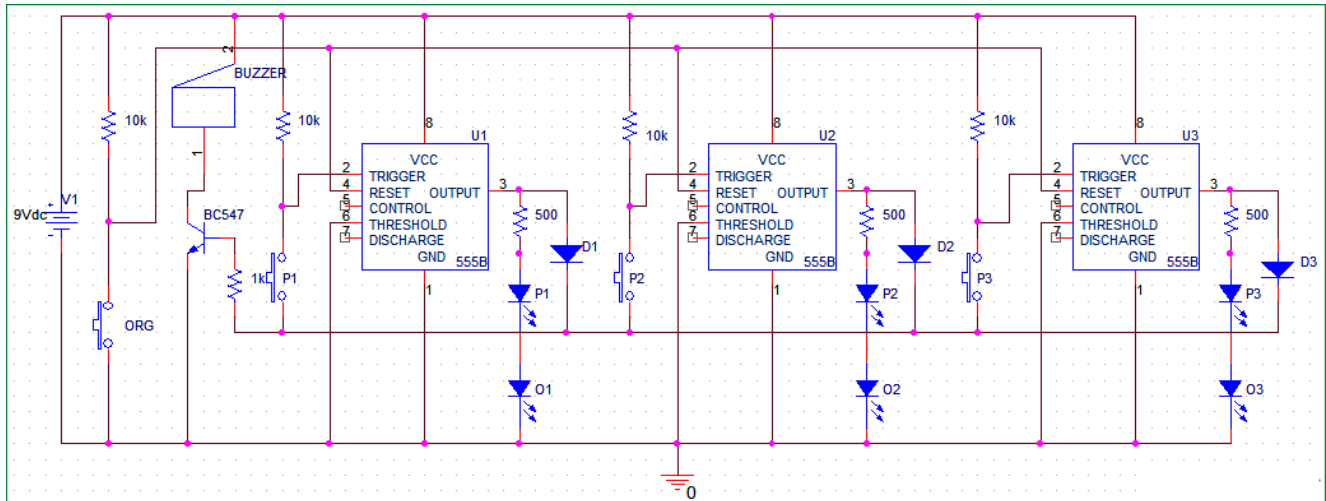 V1
9Vdc
10k
ORG
2
BUZZER
1
BC547
1k
10k
P1
U1
8
VCC
2 TRIGGER
4 RESET OUTPUT 3
5 CONTROL
6 THRESHOLD
7 DISCHARGE
GND
555B
1
500
D1
P1
O1
10k
P2
U2
8
VCC
2 TRIGGER
4 RESET OUTPUT 3
5 CONTROL
6 THRESHOLD
7 DISCHARGE
GND
555B
1
500
D2
P2
O2
10k
P3
U3
8
VCC
2 TRIGGER
4 RESET OUTPUT 3
5 CONTROL
6 THRESHOLD
7 DISCHARGE
GND
555B
1
500
D3
P3
O3
0